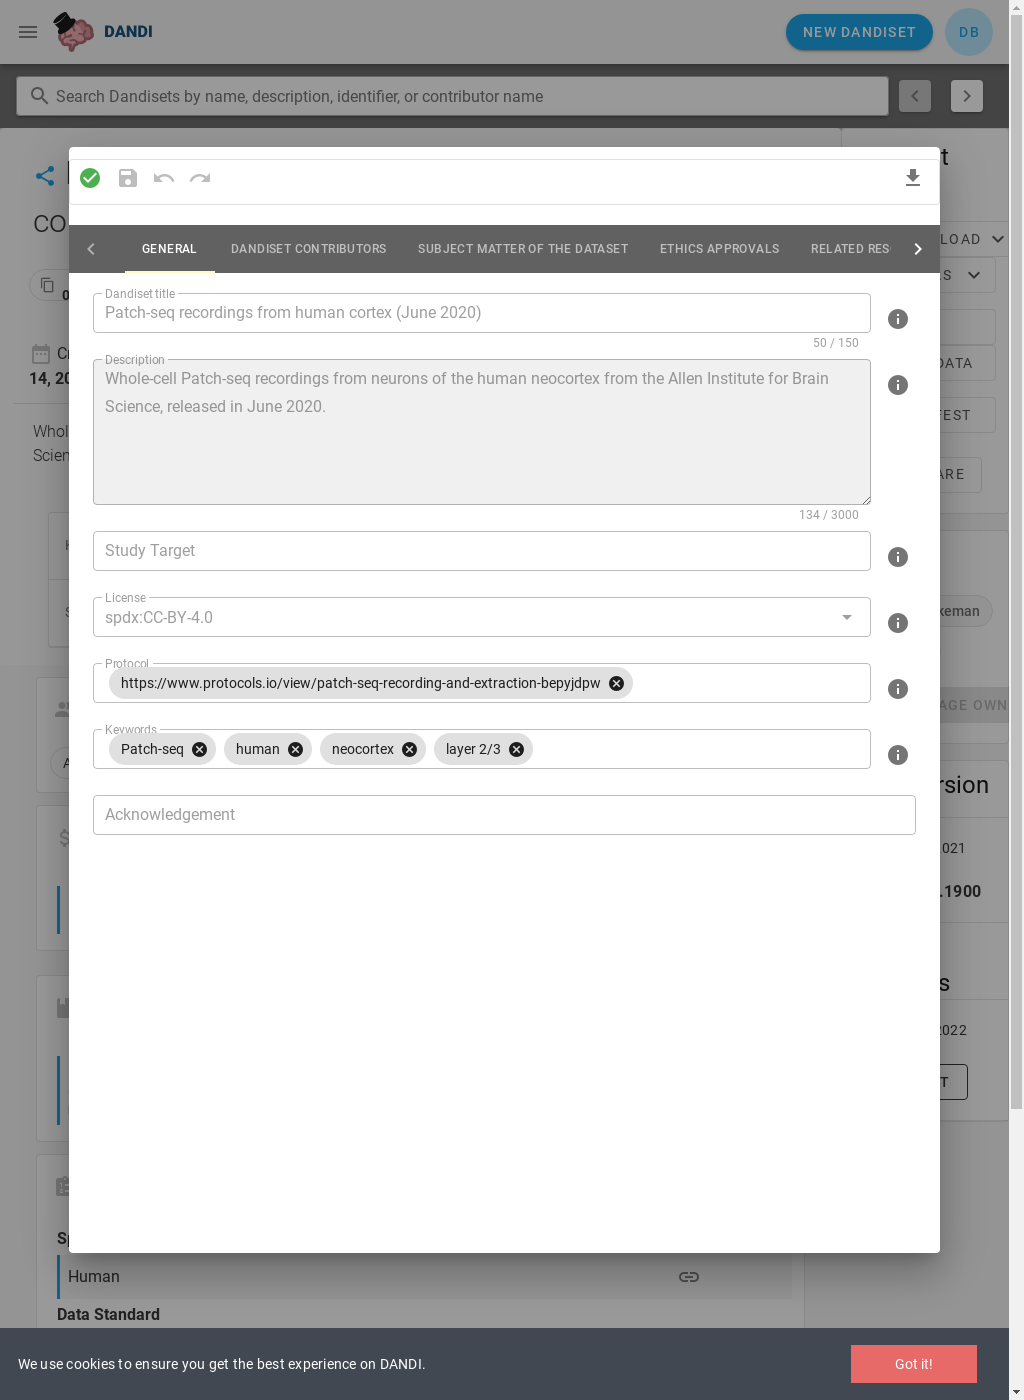 DANDI
NEW DANDISET
DB
Search Dandisets by name, description, identifier, or contributor name
GENERAL
DANDISET CONTRIBUTORS
SUBJECT MATTER OF THE DATASET
ETHICS APPROVALS
RELATED RES
Dandiset title
Patch-seq recordings from human cortex (June 2020)
50 / 150
Description
Whole-cell Patch-seq recordings from neurons of the human neocortex from the Allen Institute for Brain
Science, released in June 2020.
134 / 3000
Study Target
License
spdx:CC-BY-4.0
Protocol
https://www.protocols.io/view/patch-seq-recording-and-extraction-bepyjdpw
Keywords
Patch-seq
human
neocortex
layer 2/3
Acknowledgement
14, 20
Whol
Scien
LOAD
DATA
EST
ARE
keman
AGE OWN
rsion
021
.1900
2022
Human
Data Standard
We use cookies to ensure you get the best experience on DANDI.
Got it!